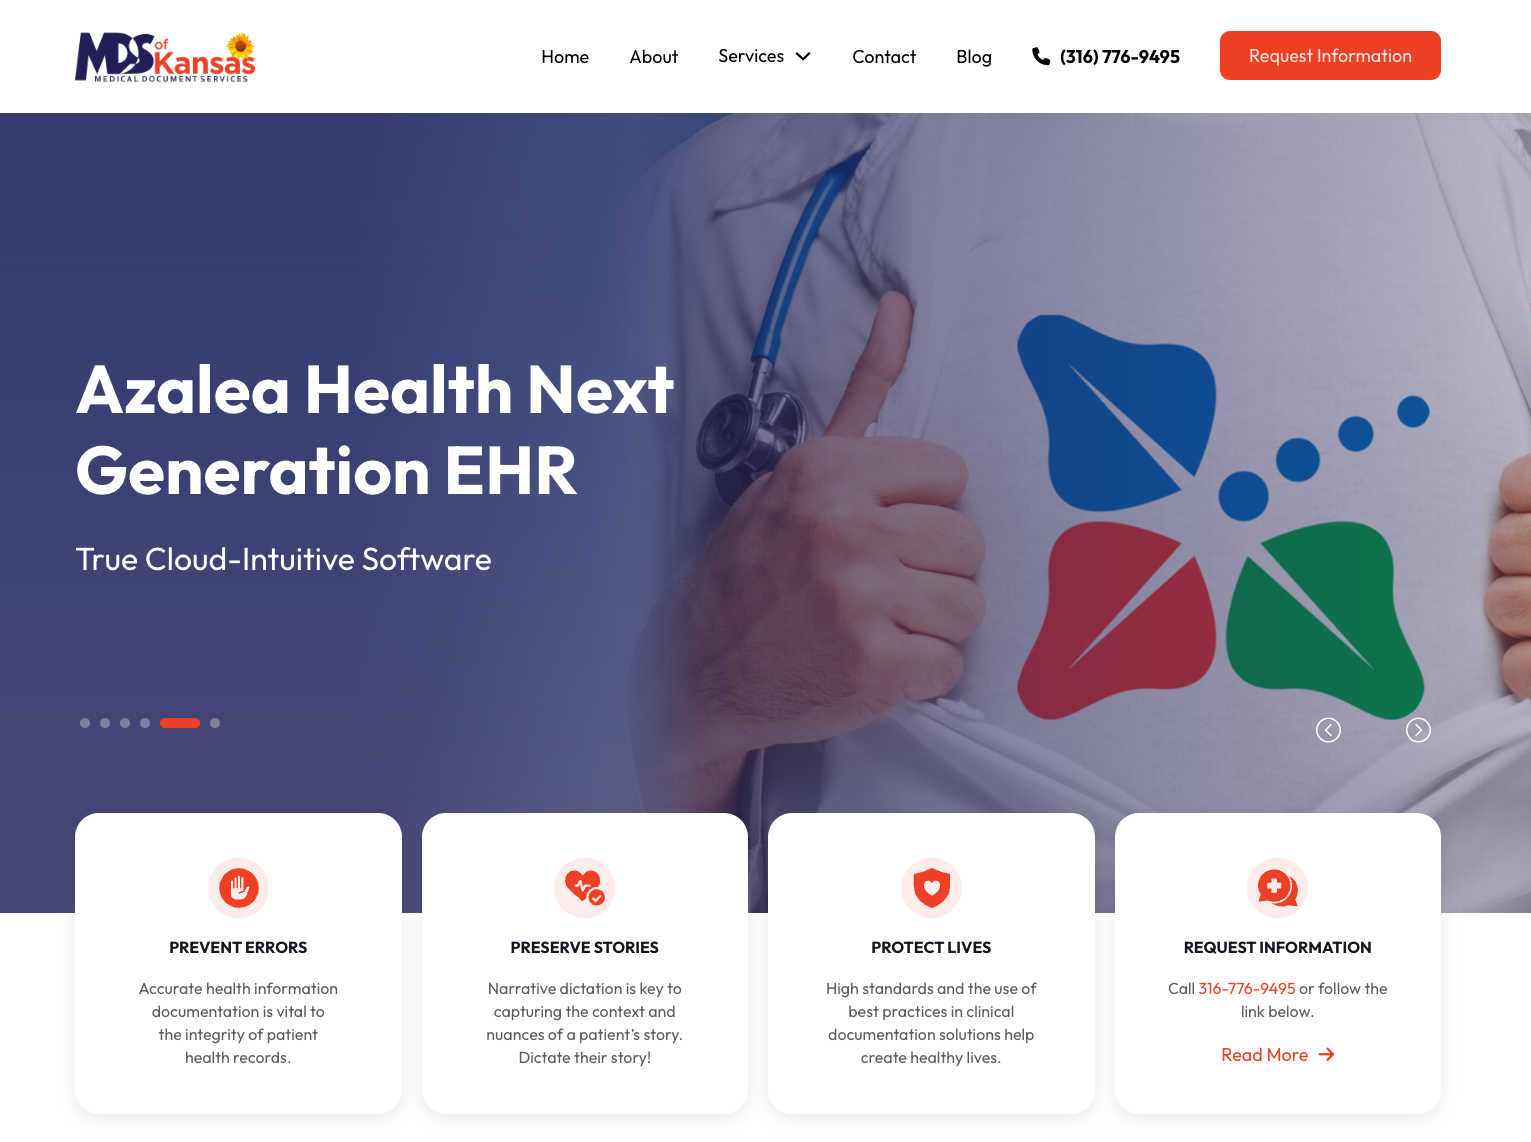 MDS of Kansas
MEDICAL DOCUMENT SERVICES
Home
About
Services
Contact
Blog
(316) 776-9495
Request Information
Azalea Health Next
Generation EHR
True Cloud-Intuitive Software
PREVENT ERRORS
Accurate health information
documentation is vital to
the integrity of patient
health records.
PRESERVE STORIES
Narrative dictation is key to
capturing the context and
nuances of a patient’s story.
Dictate their story!
PROTECT LIVES
High standards and the use of
best practices in clinical
documentation solutions help
create healthy lives.
REQUEST INFORMATION
Call 316-776-9495 or follow the
link below.
Read More